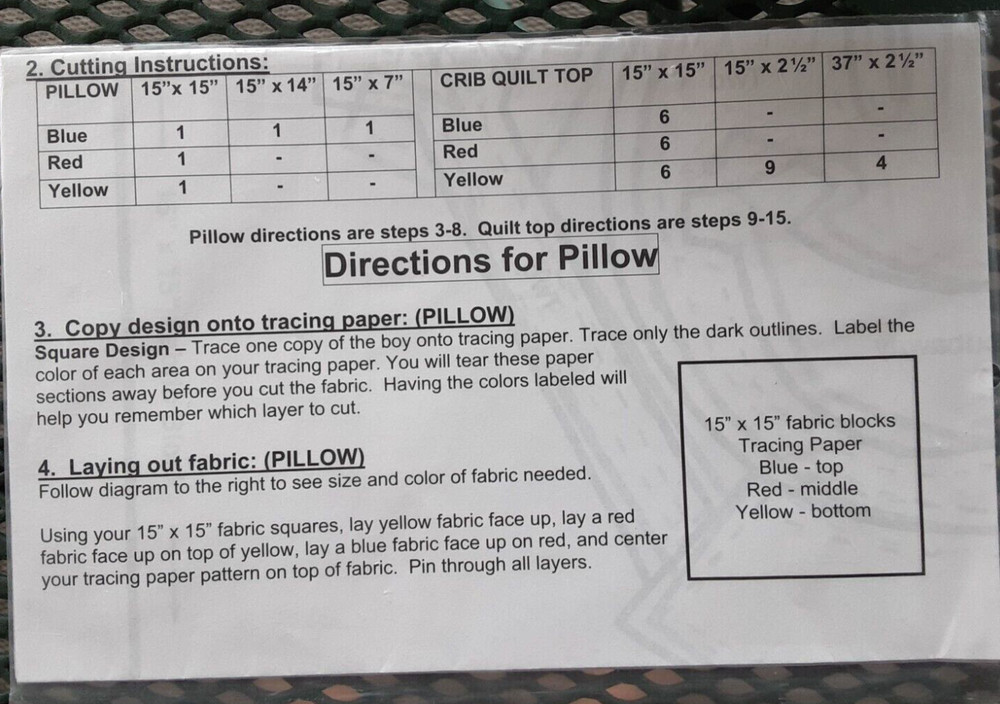 2. Cutting Instructions:
PILLOW 15”x 15” 15” x 14” 15” x 7”
Blue 1 1 1
Red 1 - -
Yellow 1 - -
CRIB QUILT TOP 15” x 15” 15” x 2½” 37” x 2½”
Blue 6 - -
Red 6 - -
Yellow 6 9 4
Pillow directions are steps 3-8. Quilt top directions are steps 9-15.
Directions for Pillow
3. Copy design onto tracing paper: (PILLOW)
Square Design – Trace one copy of the boy onto tracing paper. Trace only the dark outlines. Label the
color of each area on your tracing paper. You will tear these paper
sections away before you cut the fabric. Having the colors labeled will
help you remember which layer to cut.
4. Laying out fabric: (PILLOW)
Follow diagram to the right to see size and color of fabric needed.
Using your 15” x 15” fabric squares, lay yellow fabric face up, lay a red
fabric face up on top of yellow, lay a blue fabric face up on red, and center
your tracing paper pattern on top of fabric. Pin through all layers.
15” x 15” fabric blocks
Tracing Paper
Blue - top
Red - middle
Yellow - bottom